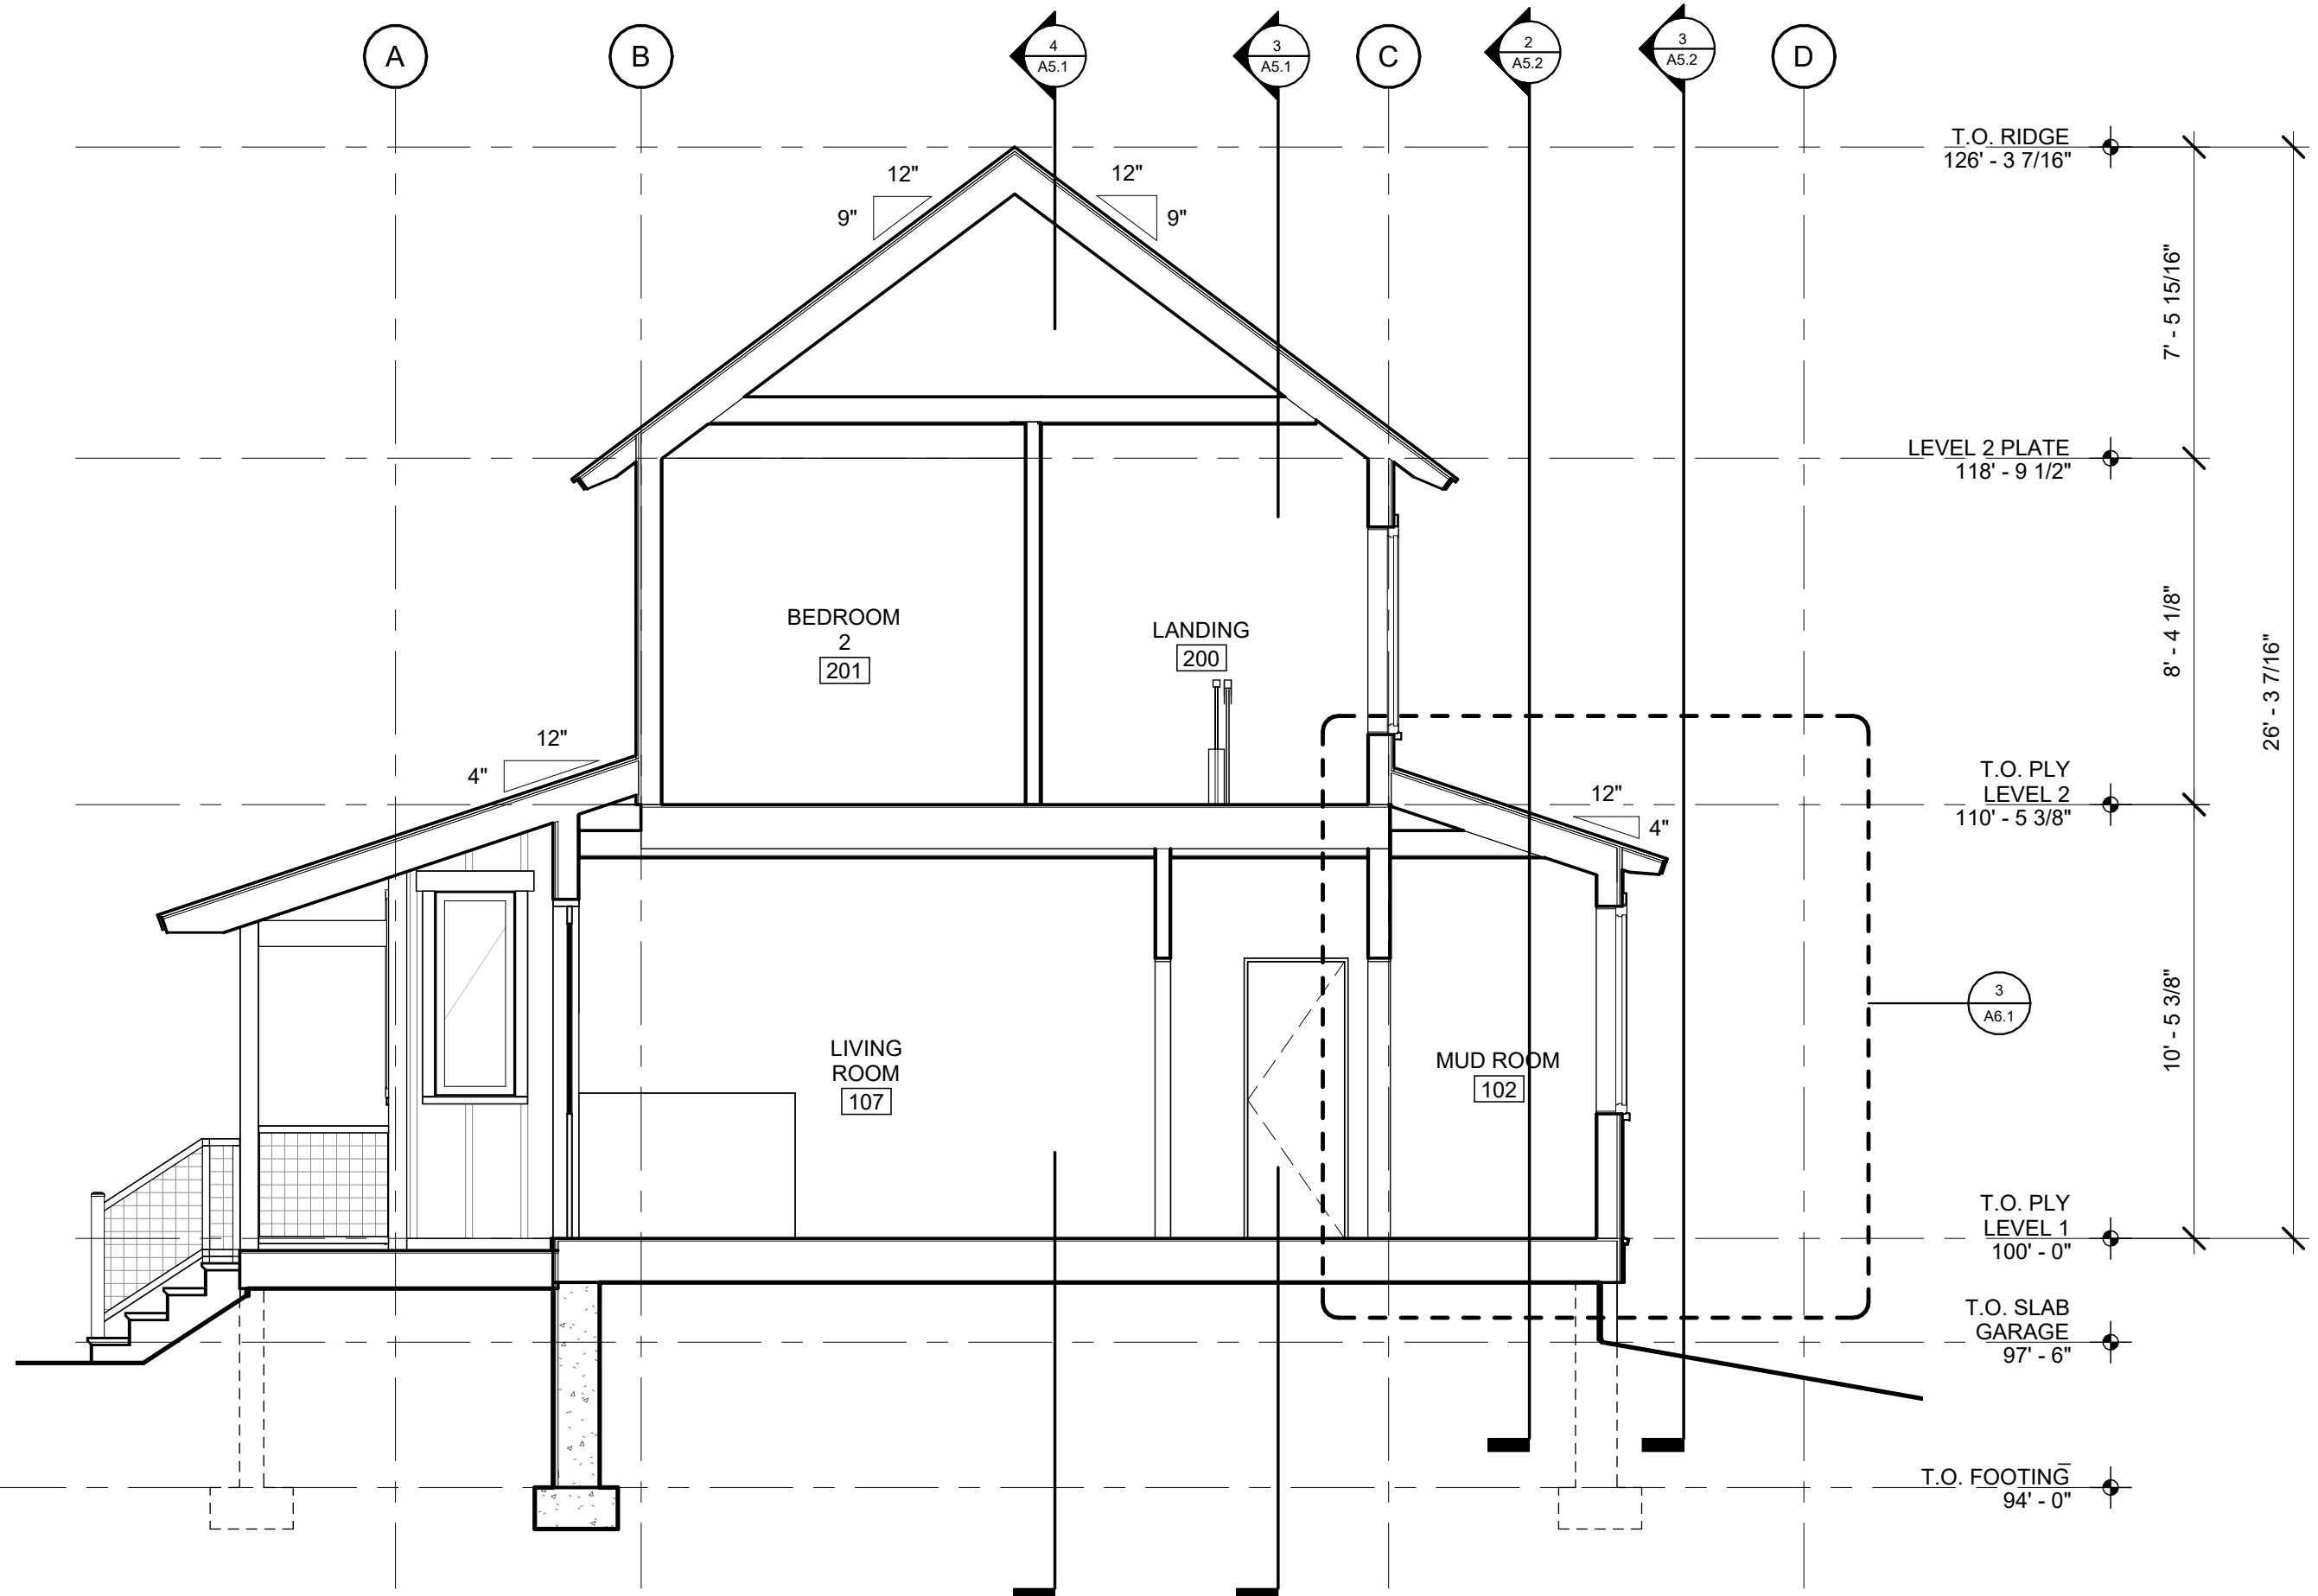 A
B
4
A5.1
3
A5.1
C
2
A5.2
3
A5.2
D
T.O. RIDGE
126' - 3 7/16"
12"
9"
12"
9"
7' - 5 15/16"
LEVEL 2 PLATE
118' - 9 1/2"
BEDROOM
2
201
LANDING
200
8' - 4 1/8"
26' - 3 7/16"
12"
4"
T.O. PLY
LEVEL 2
110' - 5 3/8"
12"
4"
LIVING
ROOM
107
MUD ROOM
102
3
A6.1
10' - 5 3/8"
T.O. PLY
LEVEL 1
100' - 0"
T.O. SLAB
GARAGE
97' - 6"
T.O. FOOTING
94' - 0"